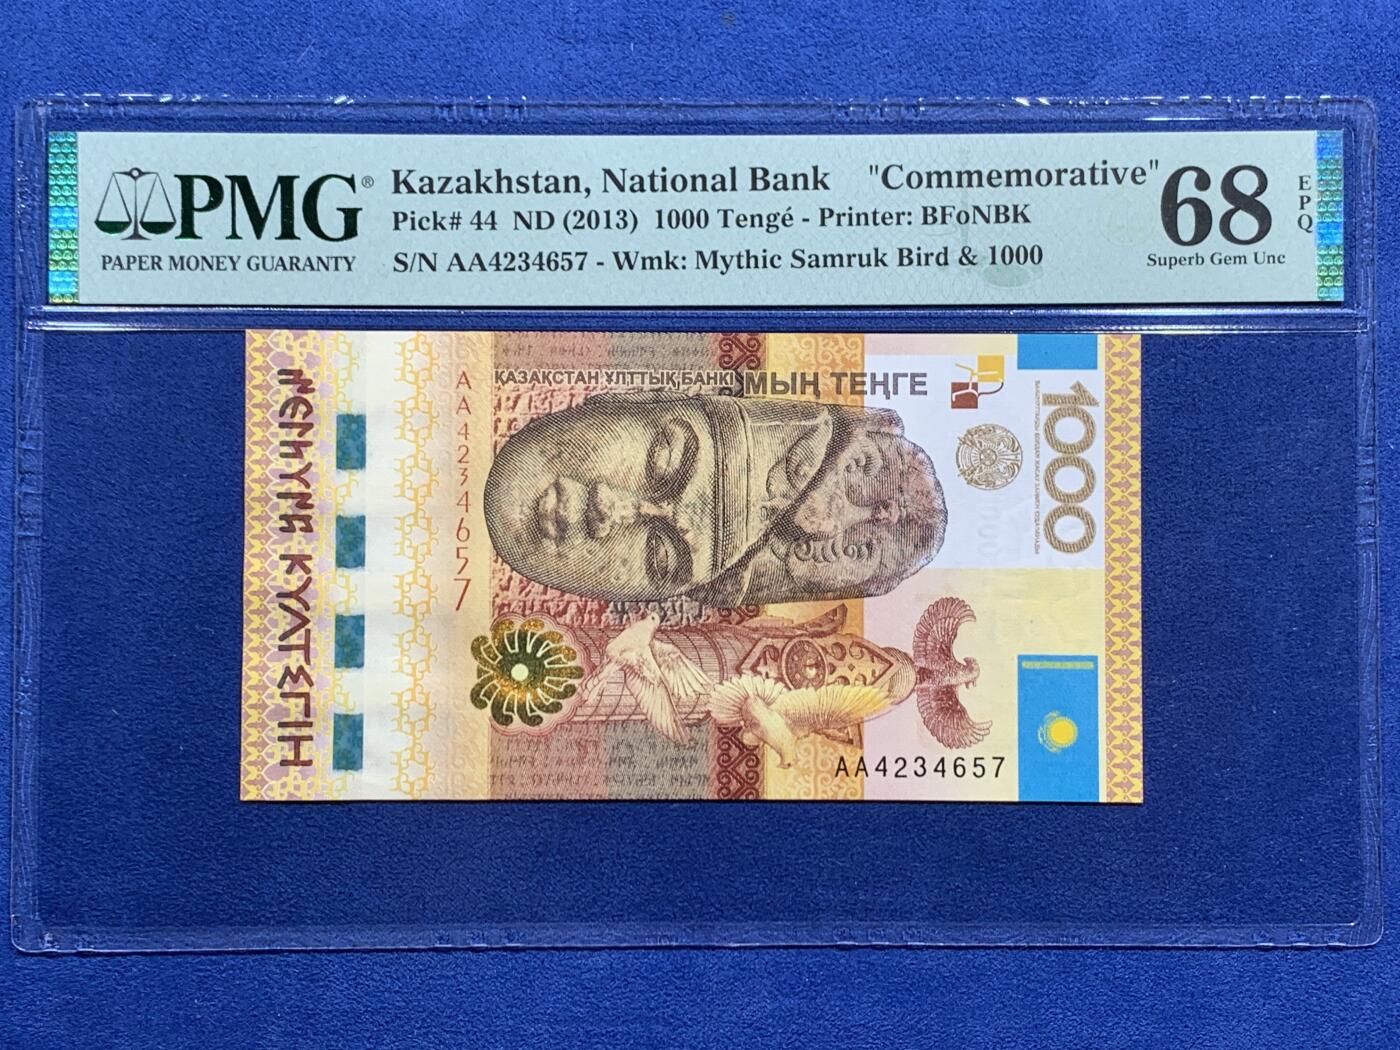 PMG®
PAPER MONEY GUARANTY
Kazakhstan, National Bank "Commemorative"
Pick# 44 ND (2013) 1000 Tengé - Printer: BFoNBK
S/N AA4234657 - Wmk: Mythic Samruk Bird & 1000
68
EPQ
Superb Gem Unc
ҚАЗАҚСТАН ҰЛТТЫҚ БАНКІ
МЫҢ ТЕҢГЕ
1000
AA4234657
КҮЛТЕГІН
AA4234657